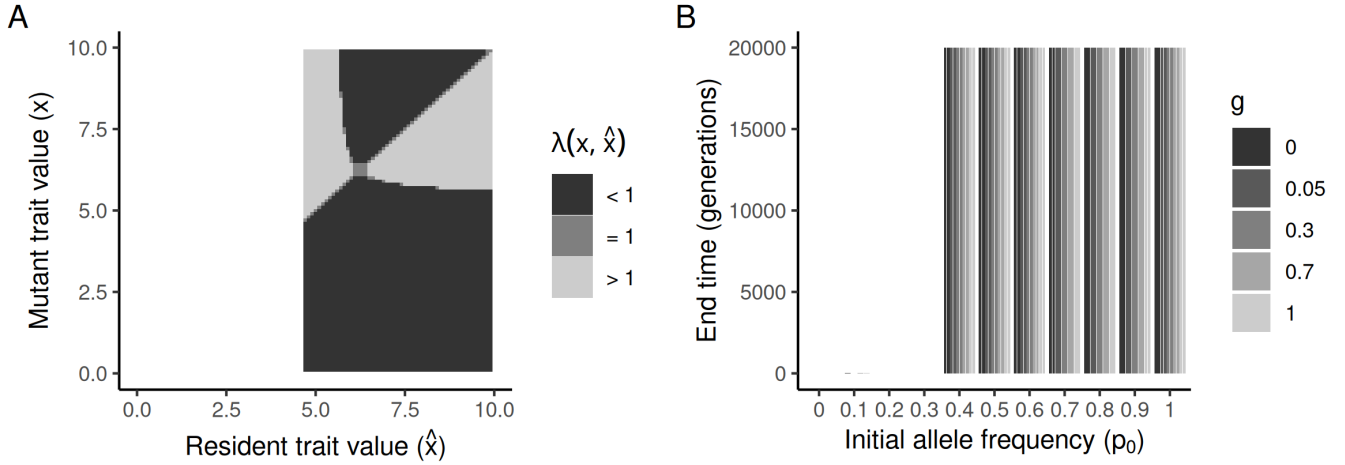 A
Mutant trait value (x)
10.0
7.5
5.0
2.5
0.0
0.0 2.5 5.0 7.5 10.0
Resident trait value (x̂)
λ(x, x̂)
< 1
= 1
> 1
B
End time (generations)
20000
15000
10000
5000
0
0 0.1 0.2 0.3 0.4 0.5 0.6 0.7 0.8 0.9 1
Initial allele frequency (p₀)
g
0
0.05
0.3
0.7
1